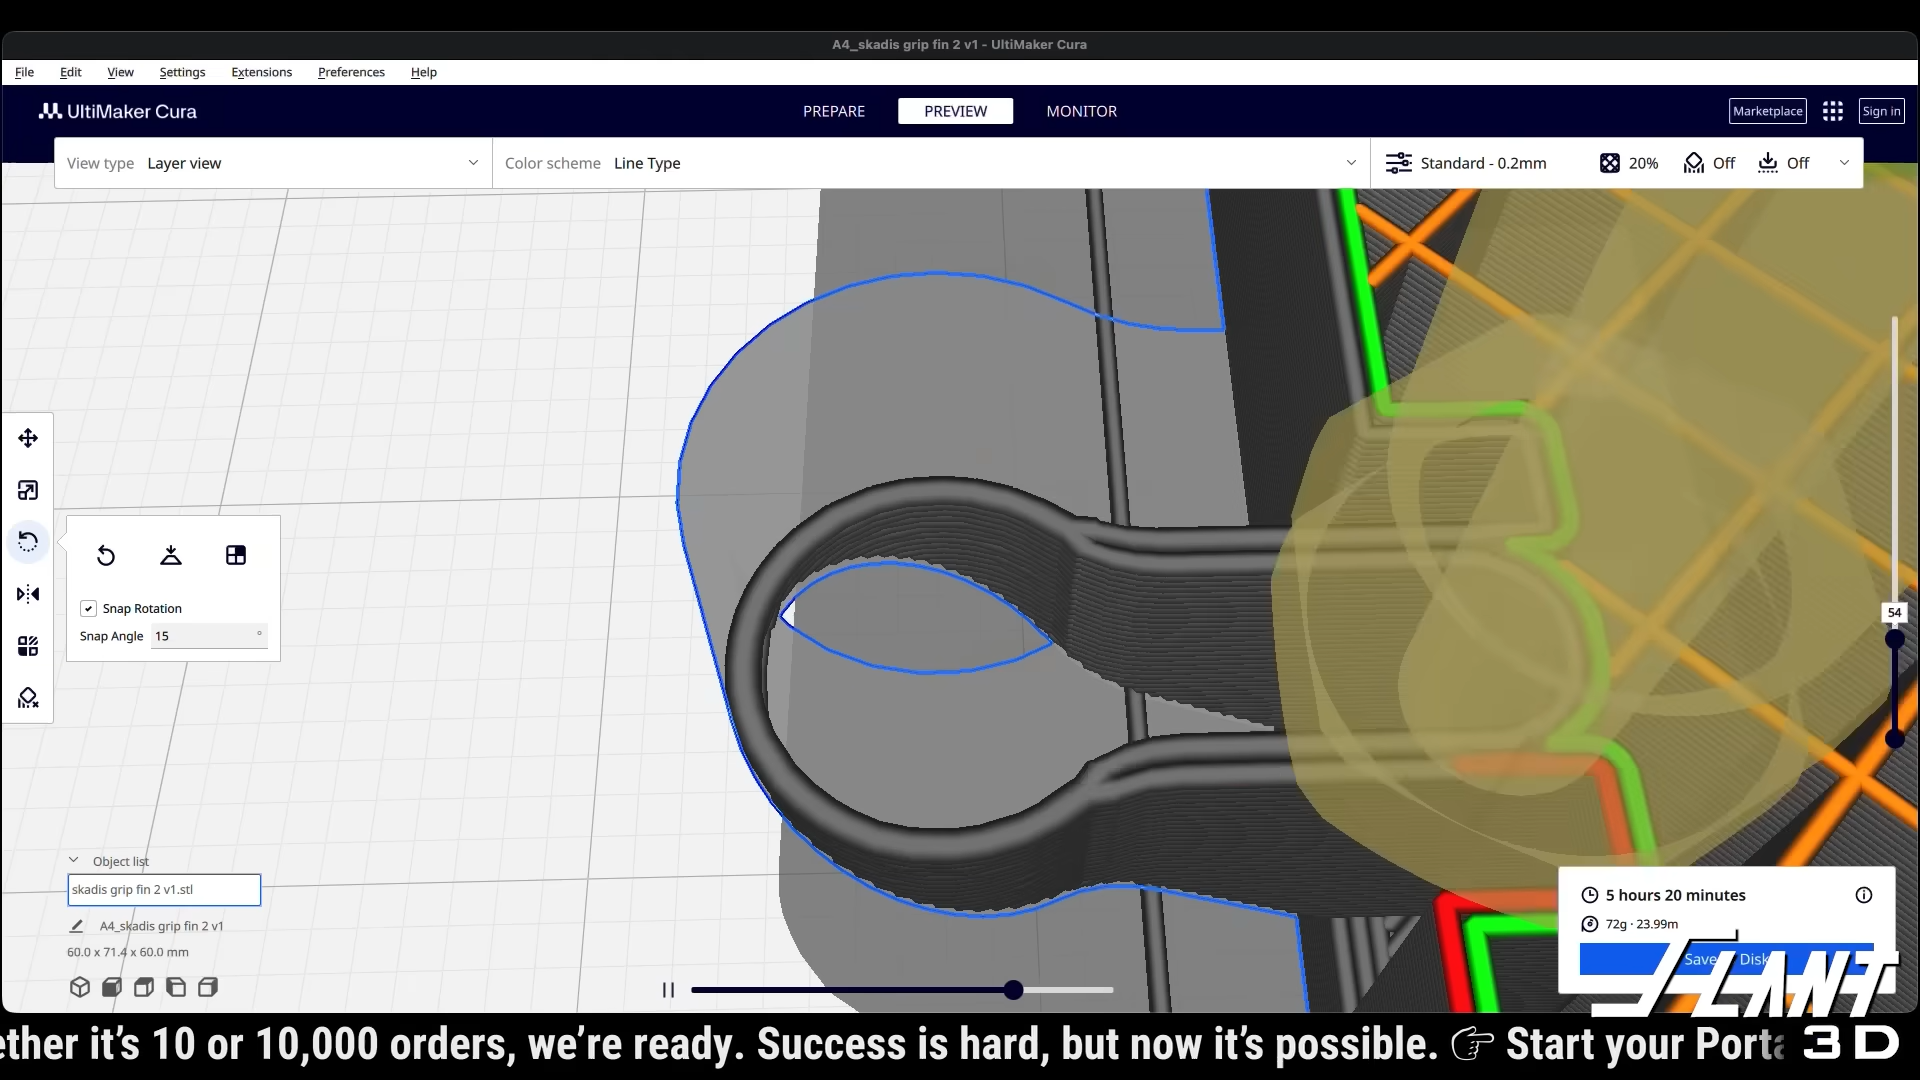 A4_skadis grip fin 2 v1 - UltiMaker Cura
File Edit View Settings Extensions Preferences Help
UltiMaker Cura
PREPARE PREVIEW MONITOR
Marketplace
Sign in
View type Layer view
Color scheme Line Type
Standard - 0.2mm 20% Off Off
54
Snap Rotation
Snap Angle 15 °
Object list
skadis grip fin 2 v1.stl
A4_skadis grip fin 2 v1
60.0 x 71.4 x 60.0 mm
5 hours 20 minutes
72g · 23.99m
Save Disk
SLANT
3D
ether it's 10 or 10,000 orders, we're ready. Success is hard, but now it's possible. 👉 Start your Porta